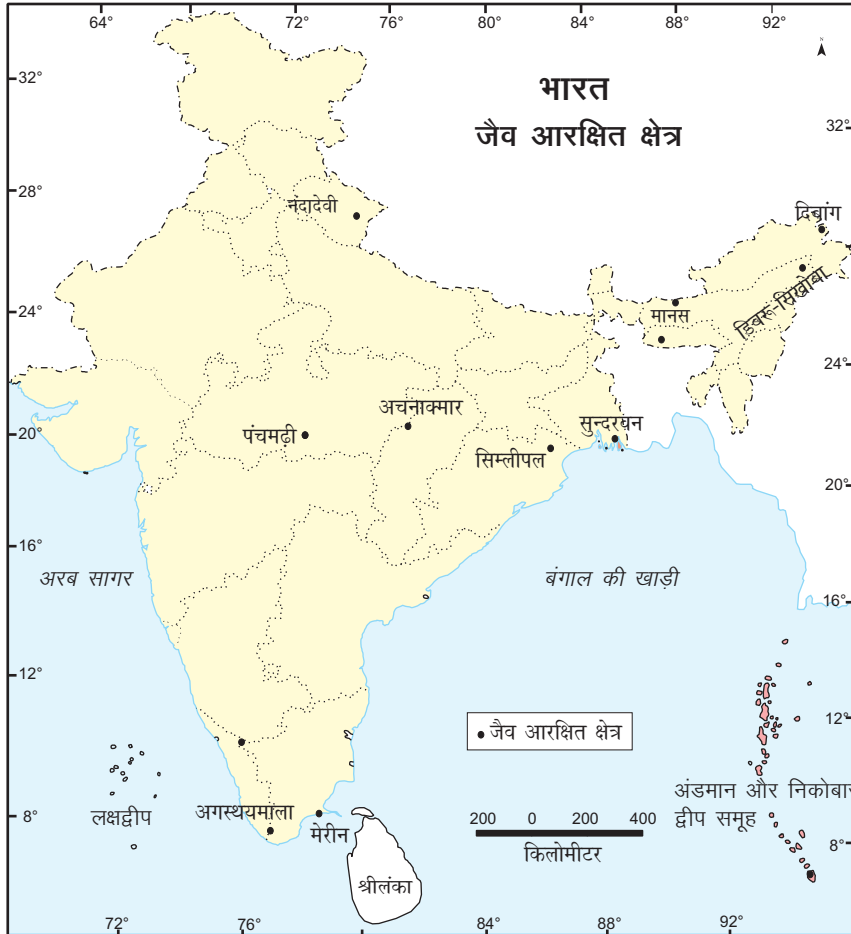 64° 72° 76° 80° 84° 88° 92°
N
32°
भारत
जैव आरक्षित क्षेत्र
32°
28°
नंदादेवी
दिबांग
डिबरू-सिखोबा
24°
मानस
24°
अचनाक्मार
20°
पंचमढ़ी
सुन्दरबन
सिम्लीपल
20°
16°
अरब सागर
बंगाल की खाड़ी
16°
12°
12°
जैव आरक्षित क्षेत्र
लक्षद्वीप
8°
अगस्थयमाला
मेरीन
200 0 200 400
किलोमीटर
अंडमान और निकोबार
द्वीप समूह
8°
श्रीलंका
72° 76° 84° 88° 92°